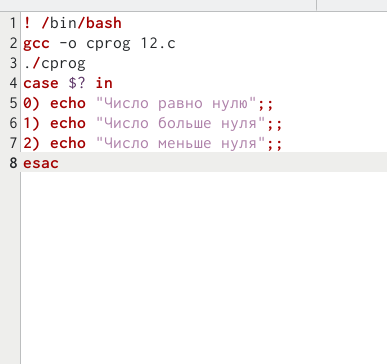 1 ! /bin/bash
2 gcc -o cprog 12.c
3 ./cprog
4 case $? in
5 0) echo "Число равно нулю";;
6 1) echo "Число больше нуля";;
7 2) echo "Число меньше нуля";;
8 esac